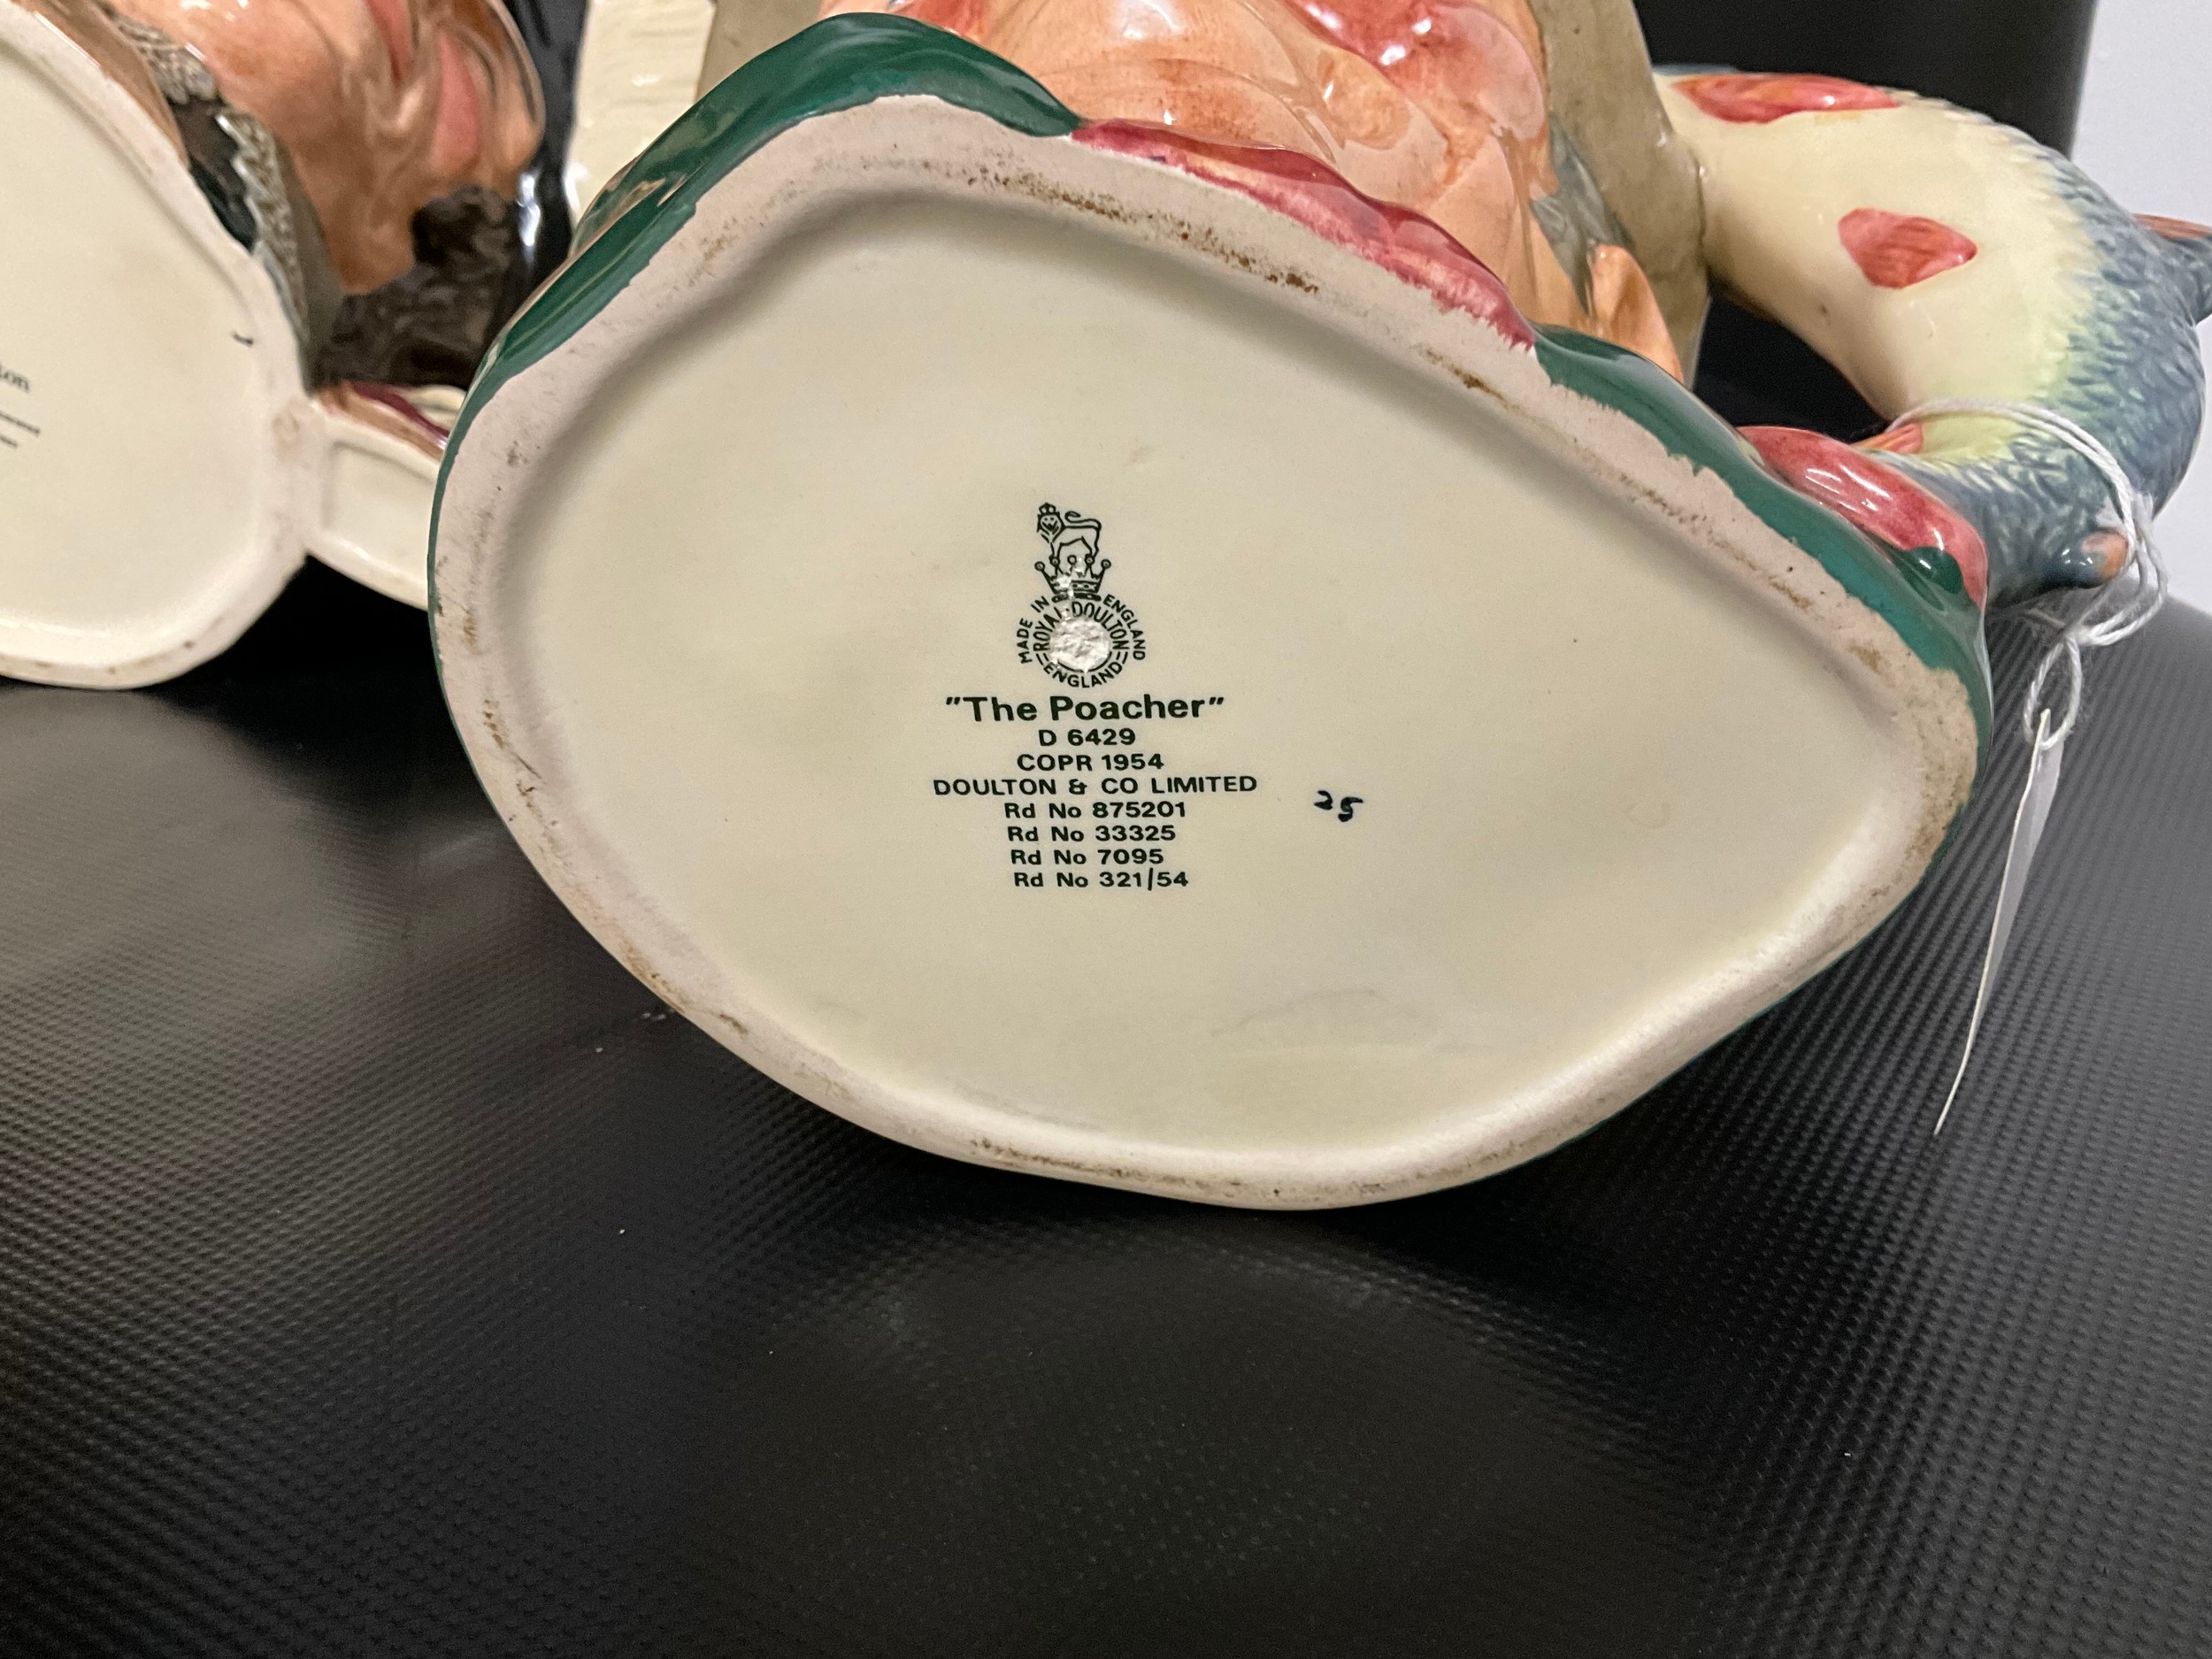 MADE IN ENGLAND
ROYAL DOULTON
ENGLAND
"The Poacher"
D 6429
COPR 1954
DOULTON & CO LIMITED
Rd No 875201
Rd No 33325
Rd No 7095
Rd No 321/54
25